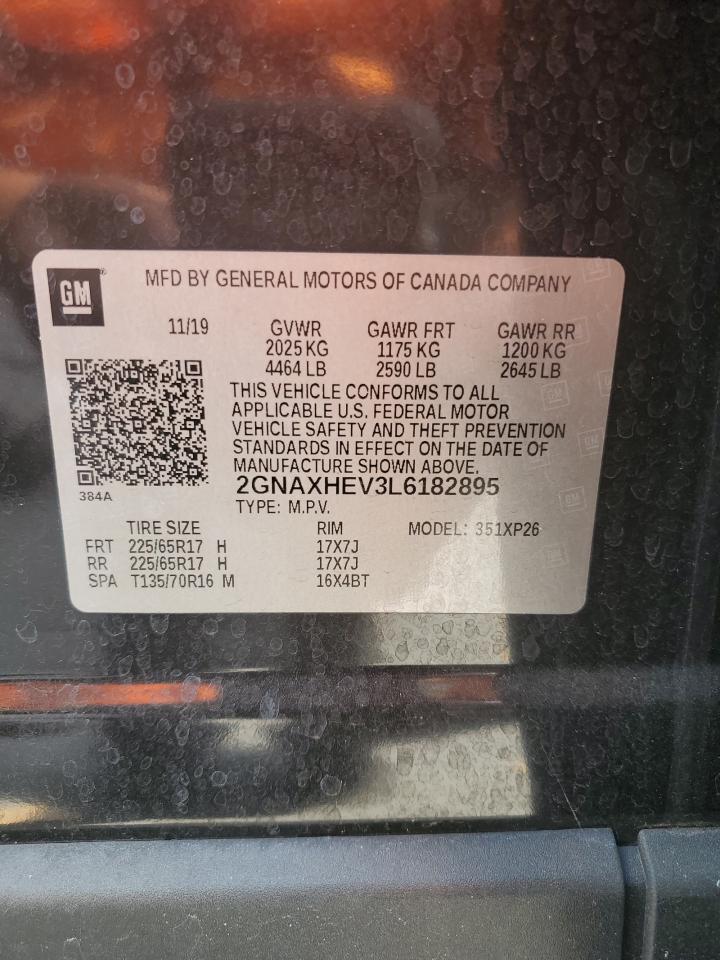 GM
MFD BY GENERAL MOTORS OF CANADA COMPANY
11/19 GVWR GAWR FRT GAWR RR
2025 KG 1175 KG 1200 KG
4464 LB 2590 LB 2645 LB
THIS VEHICLE CONFORMS TO ALL
APPLICABLE U.S. FEDERAL MOTOR
VEHICLE SAFETY AND THEFT PREVENTION
STANDARDS IN EFFECT ON THE DATE OF
MANUFACTURE SHOWN ABOVE.
2GNAXHEV3L6182895
384A
TYPE: M.P.V.
TIRE SIZE RIM MODEL: 351XP26
FRT 225/65R17 H 17X7J
RR 225/65R17 H 17X7J
SPA T135/70R16 M 16X4BT